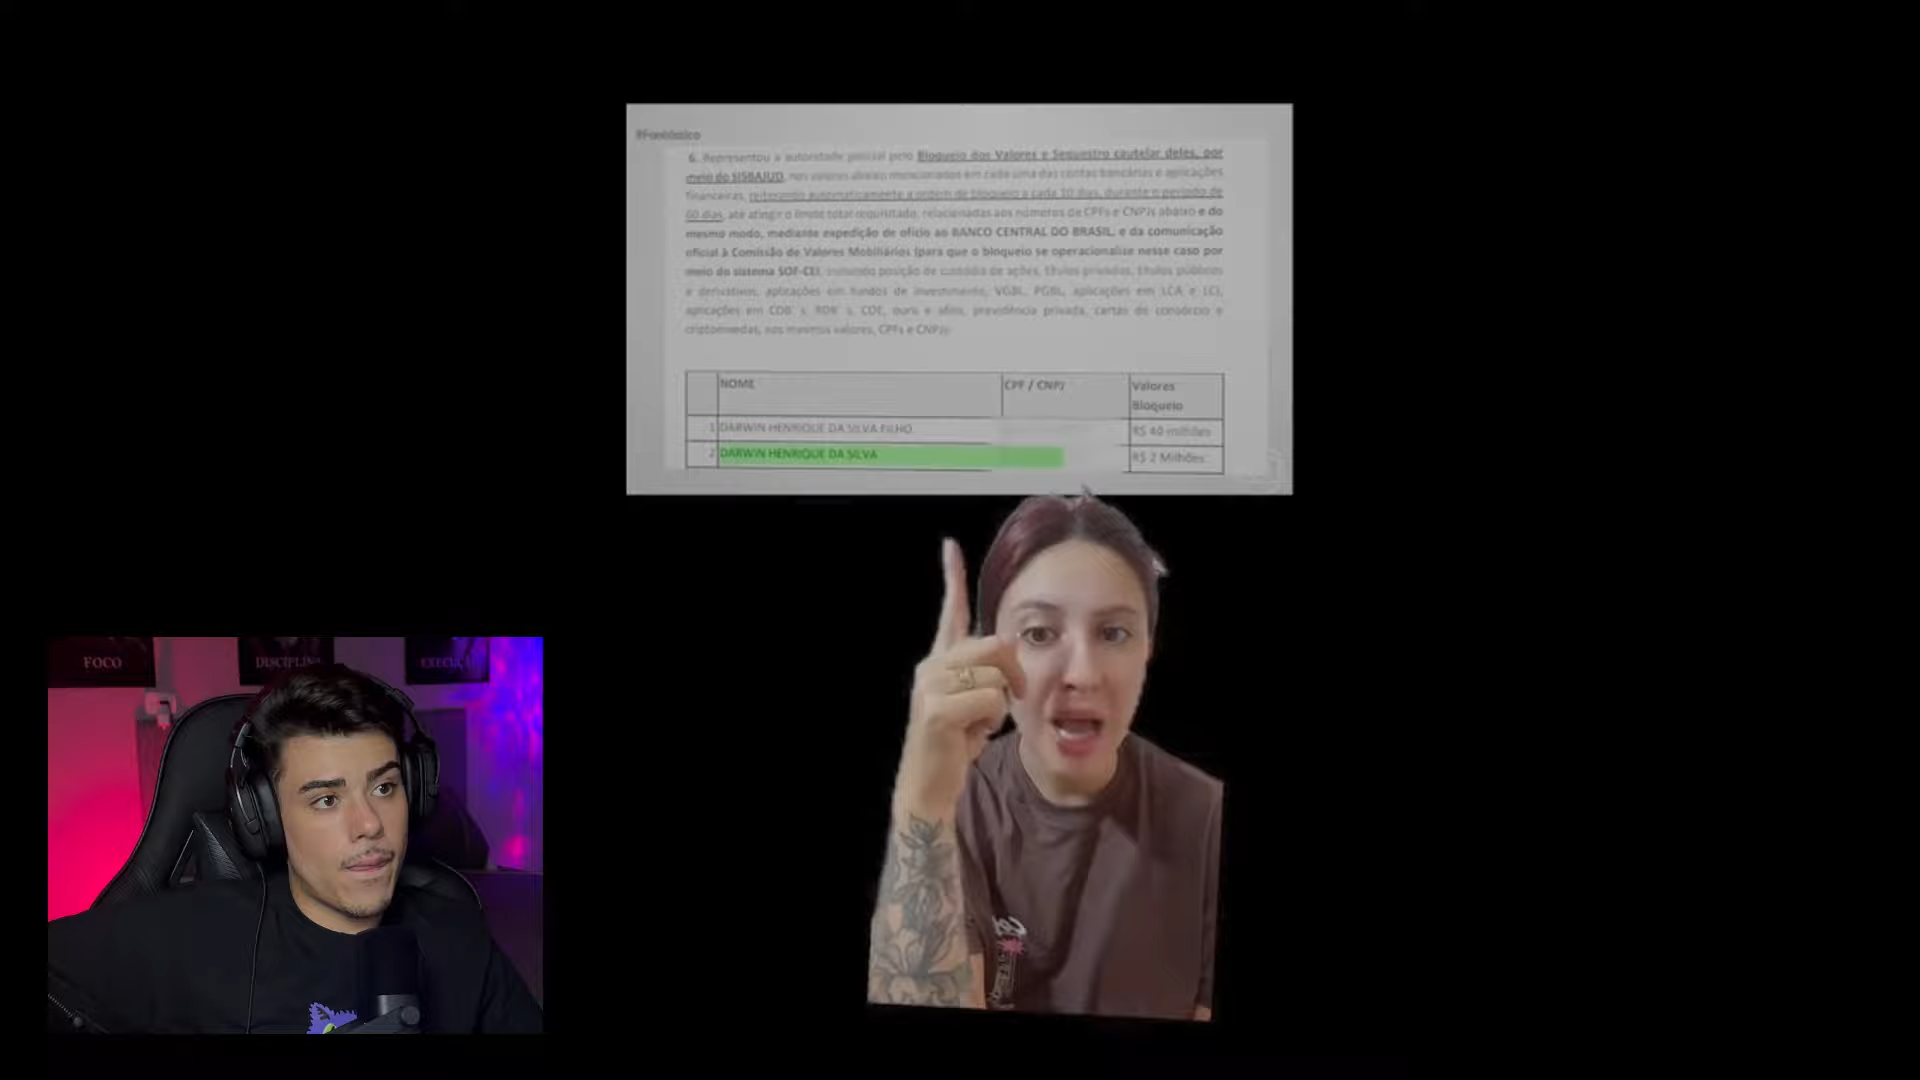 #Fantástico
6. Representou a autoridade policial pelo Bloqueio dos Valores e Sequestro cautelar deles, por
meio do SISBAJUD, nos valores abaixo mencionados em cada uma das contas bancárias e aplicações
financeiras, reiterando automaticamente a ordem de bloqueio a cada 10 dias, durante o período de
60 dias, até atingir o limite total requisitado, relacionadas aos números de CPFs e CNPJs abaixo e do
mesmo modo, mediante expedição de ofício ao BANCO CENTRAL DO BRASIL, e da comunicação
oficial à Comissão de Valores Mobiliários (para que o bloqueio se operacionalize nesse caso por
meio do sistema SOF-CEI, incluindo posição de custódia de ações, títulos privados, títulos públicos
e derivativos, aplicações em fundos de investimento, VGBL, PGBL, aplicações em LCA e LCI,
aplicações em CDB´s, RDB´s, COE, ouro e afins, previdência privada, cartas de consórcio e
criptomoedas, nos mesmos valores, CPFs e CNPJs:
NOME CPF / CNPJ Valores
Bloqueio
1 DARWIN HENRIQUE DA SILVA FILHO R$ 40 milhões
2 DARWIN HENRIQUE DA SILVA R$ 2 Milhões
FOCO DISCIPLINA EXECUÇÃO